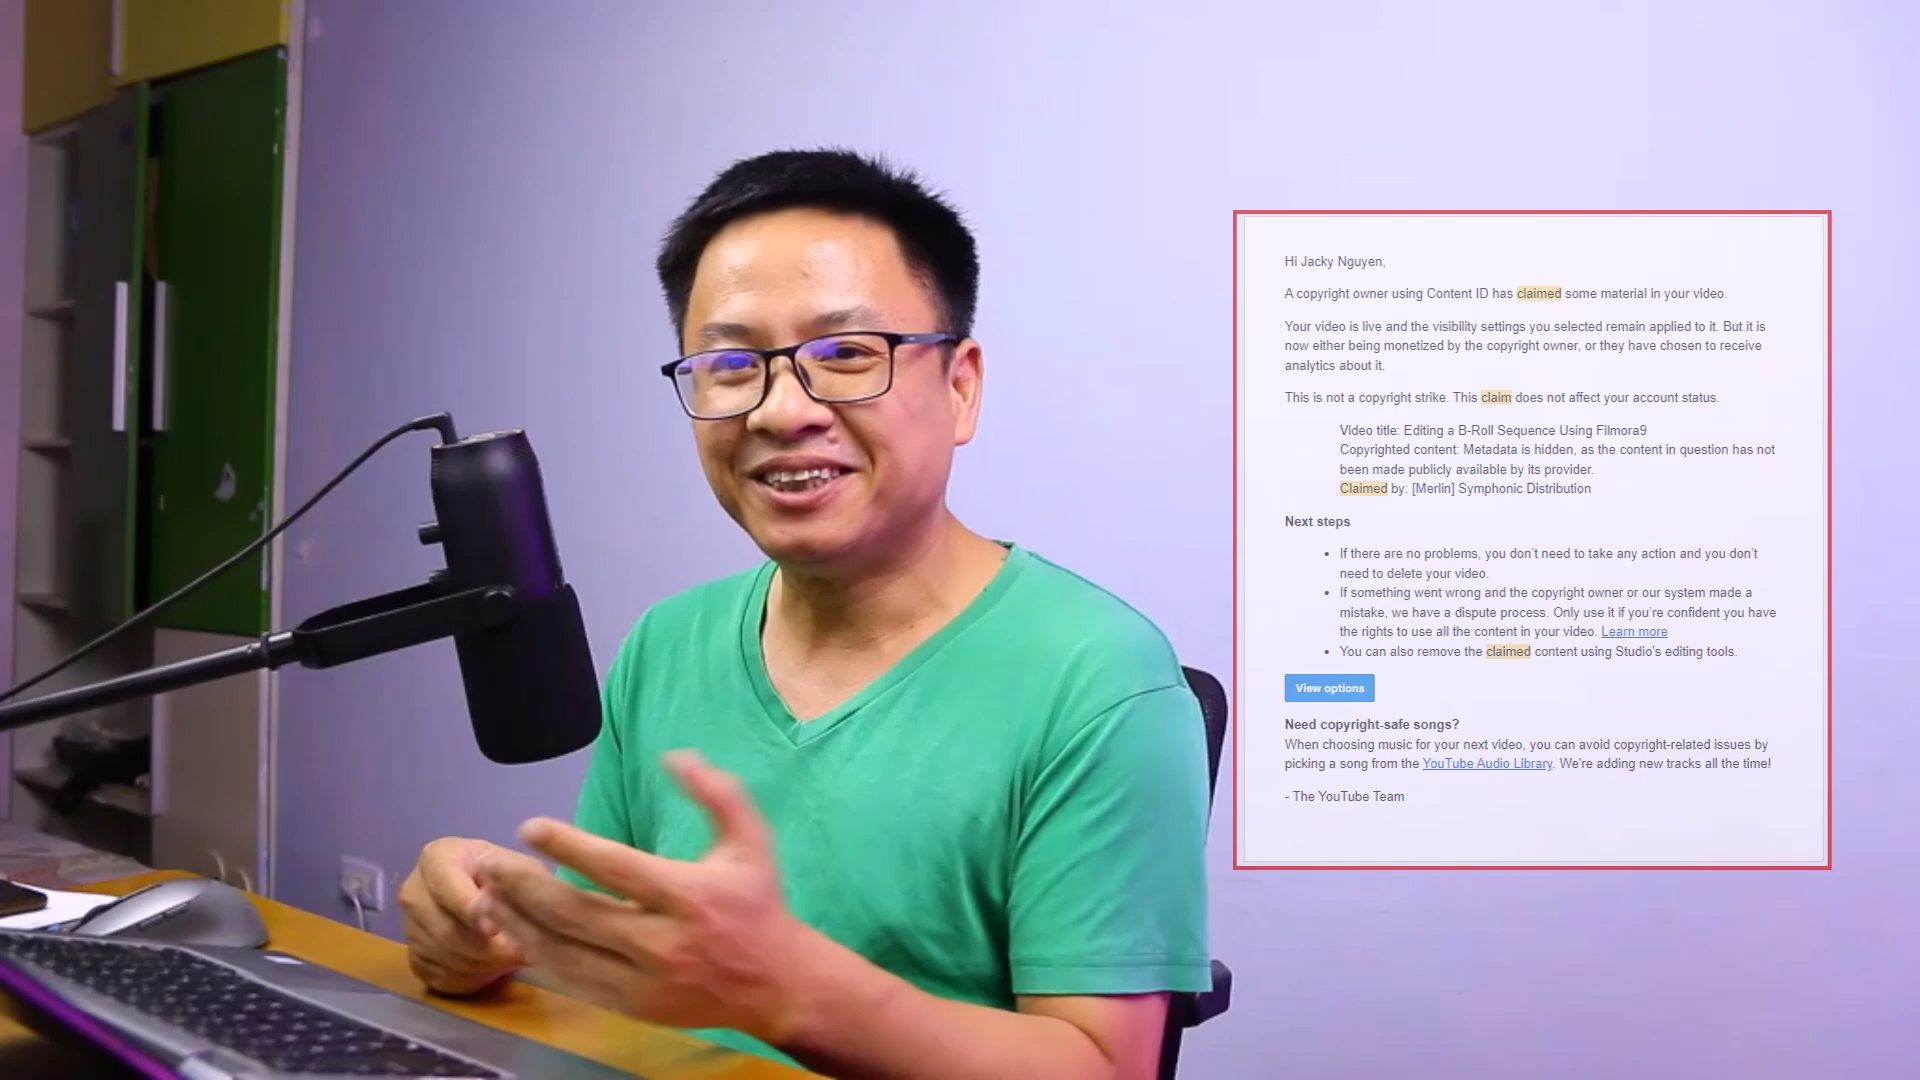 Hi Jacky Nguyen,
A copyright owner using Content ID has claimed some material in your video.
Your video is live and the visibility settings you selected remain applied to it. But it is
now either being monetized by the copyright owner, or they have chosen to receive
analytics about it.
This is not a copyright strike. This claim does not affect your account status.
Video title: Editing a B-Roll Sequence Using Filmora9
Copyrighted content: Metadata is hidden, as the content in question has not
been made publicly available by its provider.
Claimed by: [Merlin] Symphonic Distribution
Next steps
• If there are no problems, you don't need to take any action and you don't
need to delete your video.
• If something went wrong and the copyright owner or our system made a
mistake, we have a dispute process. Only use it if you're confident you have
the rights to use all the content in your video. Learn more
• You can also remove the claimed content using Studio's editing tools.
View options
Need copyright-safe songs?
When choosing music for your next video, you can avoid copyright-related issues by
picking a song from the YouTube Audio Library. We're adding new tracks all the time!
- The YouTube Team